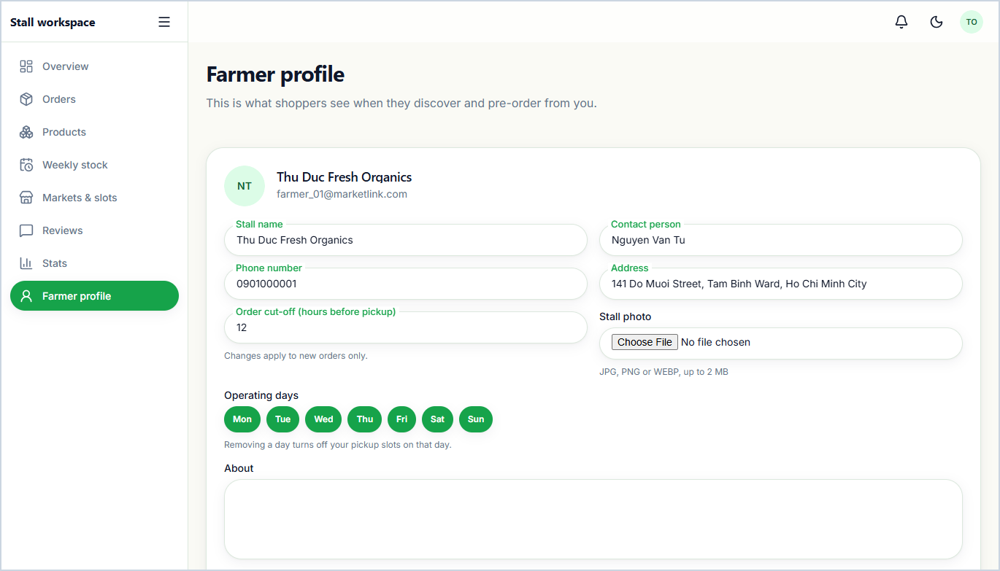 Stall workspace
TO
Overview
Orders
Products
Weekly stock
Markets & slots
Reviews
Stats
Farmer profile
Farmer profile
This is what shoppers see when they discover and pre-order from you.
NT
Thu Duc Fresh Organics
farmer_01@marketlink.com
Stall name
Thu Duc Fresh Organics
Contact person
Nguyen Van Tu
Phone number
0901000001
Address
141 Do Muoi Street, Tam Binh Ward, Ho Chi Minh City
Order cut-off (hours before pickup)
12
Changes apply to new orders only.
Stall photo
Choose File No file chosen
JPG, PNG or WEBP, up to 2 MB
Operating days
Mon Tue Wed Thu Fri Sat Sun
Removing a day turns off your pickup slots on that day.
About